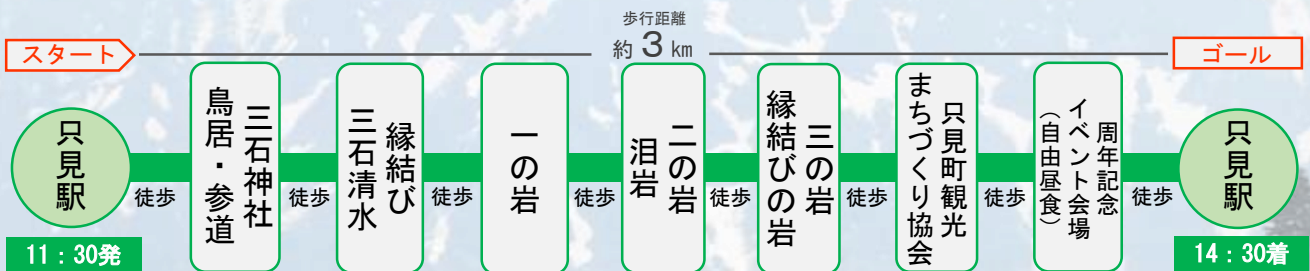 歩行距離
約3km
スタート
ゴール
只見駅
11：30発
徒歩
三石神社
鳥居・参道
徒歩
縁結び
三石清水
徒歩
一の岩
徒歩
二の岩
泪岩
徒歩
三の岩
縁結びの岩
徒歩
只見町観光
まちづくり協会
徒歩
周年記念
イベント会場
（自由昼食）
徒歩
只見駅
14：30着